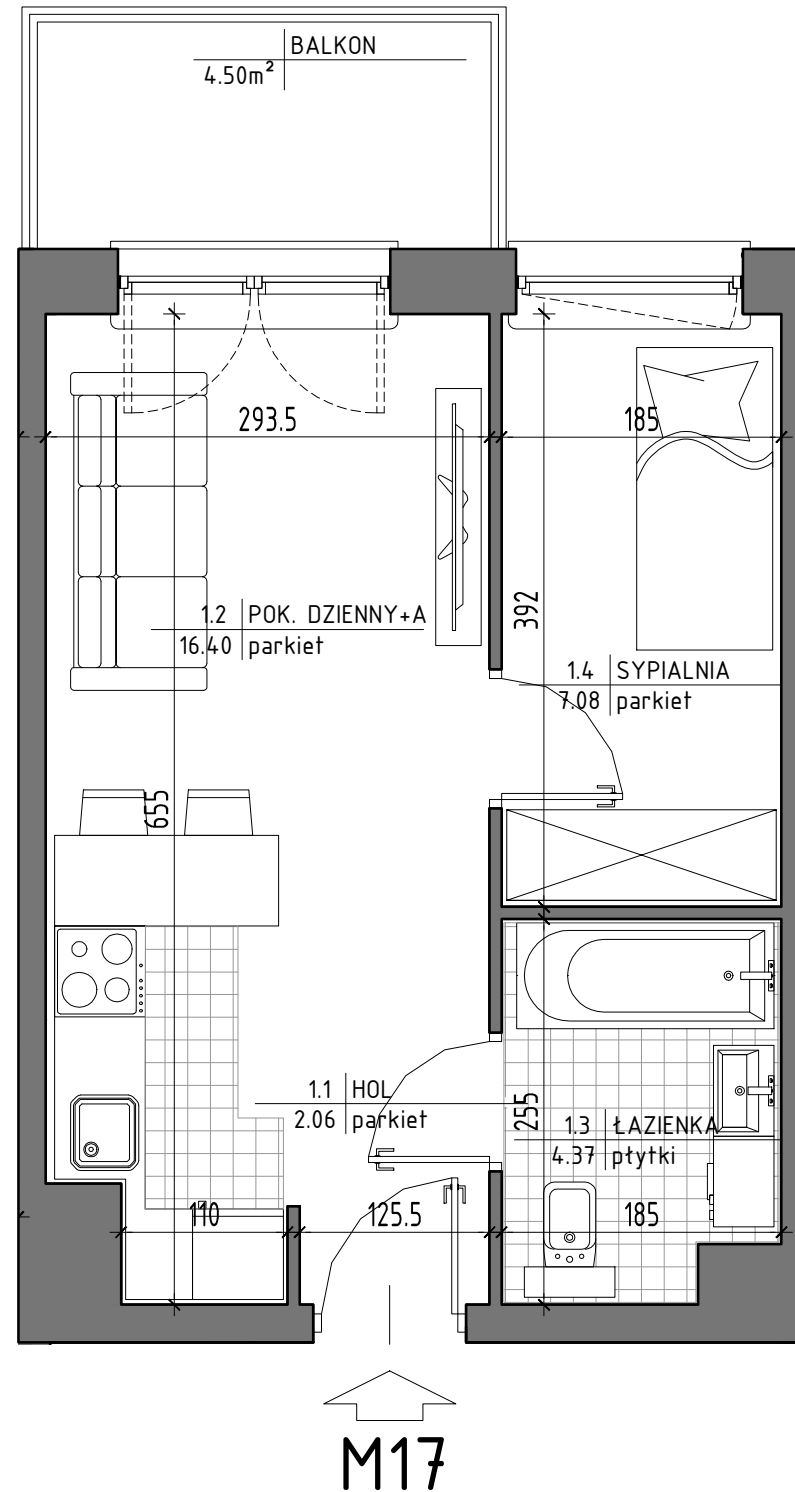 BALKON
4.50m²
293.5
185
392
1.2 POK. DZIENNY+A
16.40 parkiet
1.4 SYPIALNIA
7.08 parkiet
655
1.1 HOL
2.06 parkiet
255
1.3 ŁAZIENKA
4.37 płytki
110
125.5
185
M17